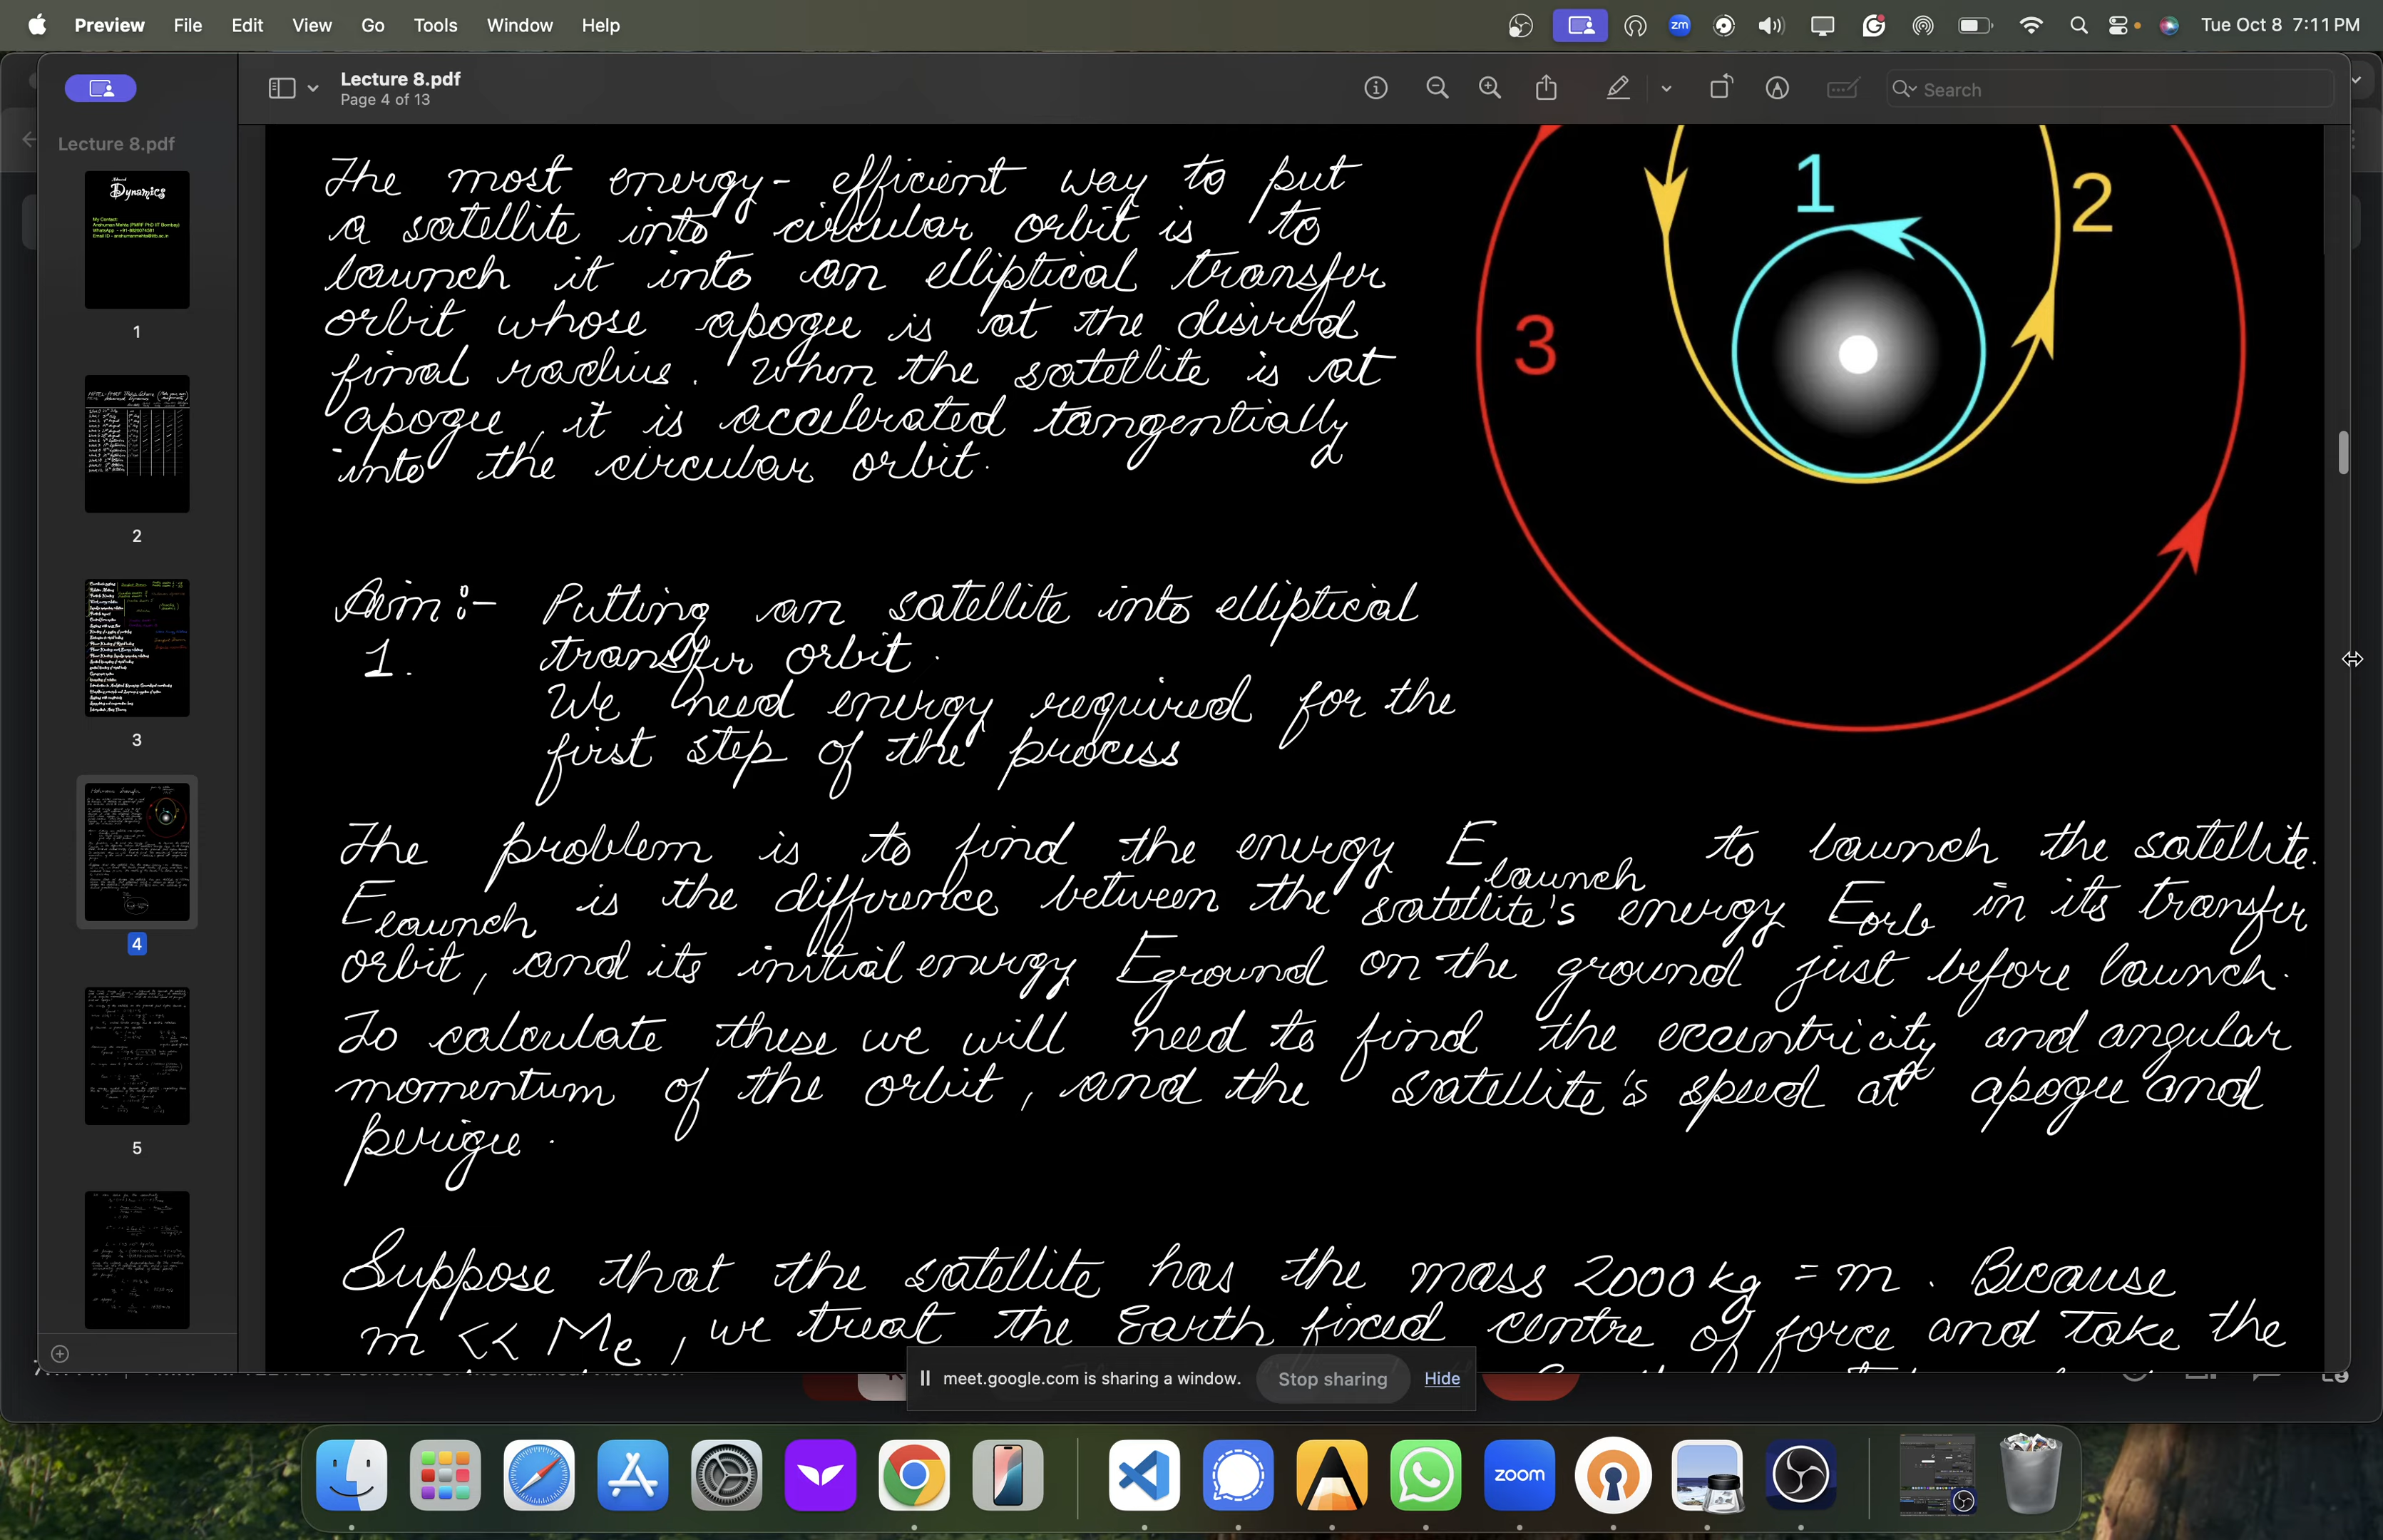 Preview File Edit View Go Tools Window Help
zm
Tue Oct 8 7:11 PM
Lecture 8.pdf
Page 4 of 13
Search
Lecture 8.pdf
Dynamics
1
2
3
4
5
The most energy-efficient way to put
a satellite into circular orbit is to
launch it into an elliptical transfer
orbit whose apogee is at the desired
final radius. When the satellite is at
apogee, it is accelerated tangentially
into the circular orbit.
1
2
3
Aim :- Putting an satellite into elliptical
1. transfer orbit.
We need energy required for the
first step of the process
The problem is to find the energy Elaunch to launch the satellite.
Elaunch is the difference between the satellite's energy Eorb in its transfer
orbit, and its initial energy Eground on the ground just before launch.
To calculate these we will need to find the eccentricity and angular
momentum of the orbit, and the satellite's speed at apogee and
perigee.
Suppose that the satellite has the mass 2000 kg = m. Because
m << Me, we treat the Earth fixed centre of force and take the
meet.google.com is sharing a window. Stop sharing Hide
zoom